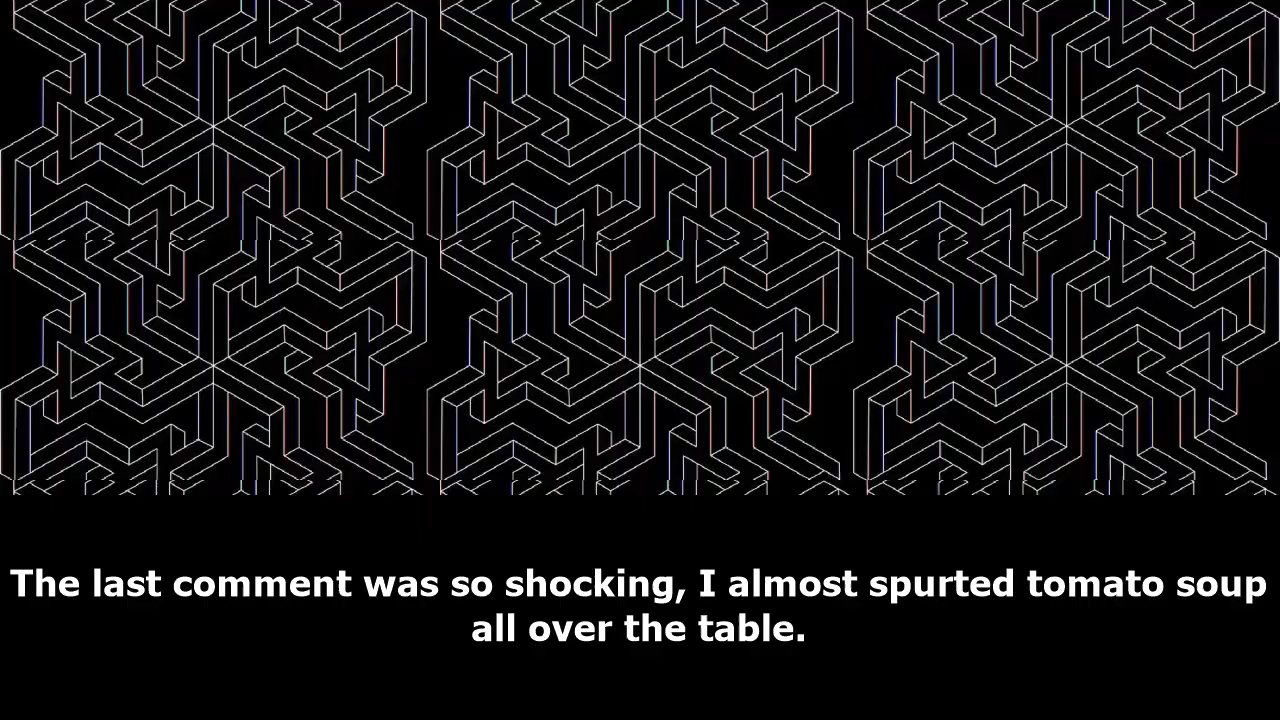 The last comment was so shocking, I almost spurted tomato soup
all over the table.